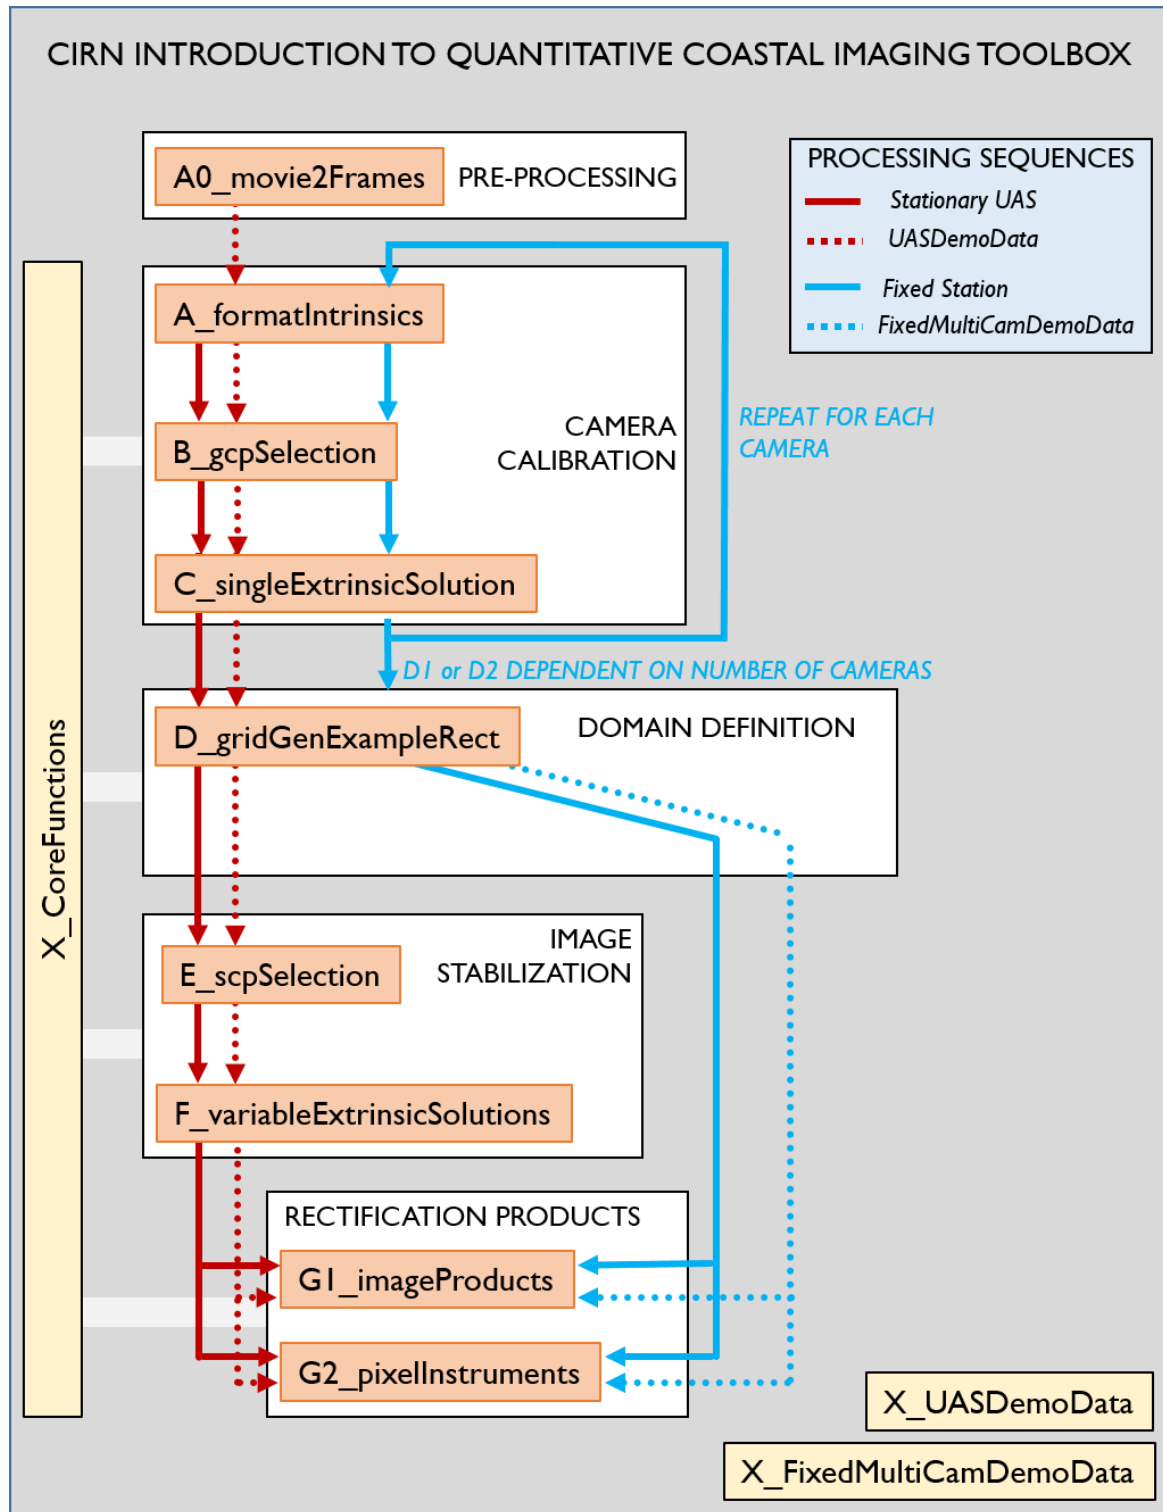 CIRN INTRODUCTION TO QUANTITATIVE COASTAL IMAGING TOOLBOX
A0_movie2Frames
PRE-PROCESSING
PROCESSING SEQUENCES
Stationary UAS
UASDemoData
Fixed Station
FixedMultiCamDemoData
A_formatIntrinsics
B_gcpSelection
CAMERA
CALIBRATION
REPEAT FOR EACH
CAMERA
C_singleExtrinsicSolution
D1 or D2 DEPENDENT ON NUMBER OF CAMERAS
D_gridGenExampleRect
DOMAIN DEFINITION
X_CoreFunctions
IMAGE
STABILIZATION
E_scpSelection
F_variableExtrinsicSolutions
RECTIFICATION PRODUCTS
G1_imageProducts
G2_pixelInstruments
X_UASDemoData
X_FixedMultiCamDemoData